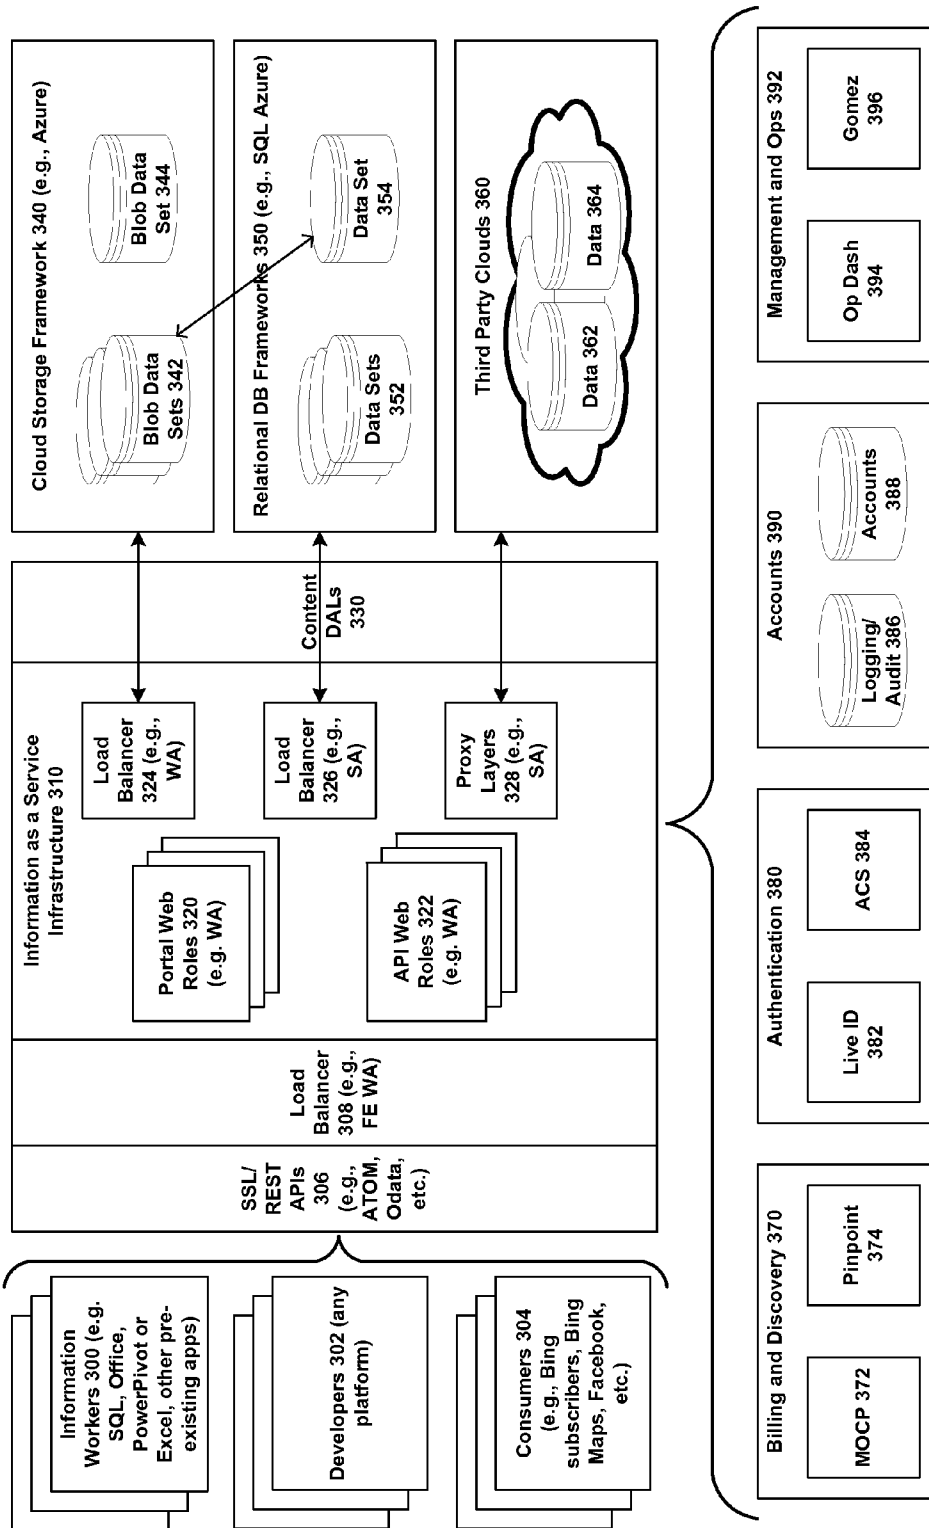 Information
Workers 300 (e.g.
SQL, Office,
PowerPivot or
Excel, other pre-
existing apps)
Developers 302 (any
platform)
Consumers 304
(e.g., Bing
subscribers, Bing
Maps, Facebook,
etc.)
SSL/
REST
APIs
306
(e.g.,
ATOM,
Odata,
etc.)
Load
Balancer
308 (e.g.,
FE WA)
Information as a Service
Infrastructure 310
Portal Web
Roles 320
(e.g. WA)
API Web
Roles 322
(e.g. WA)
Load
Balancer
324 (e.g.,
WA)
Load
Balancer
326 (e.g.,
SA)
Proxy
Layers
328 (e.g.,
SA)
Content
DALs
330
Cloud Storage Framework 340 (e.g., Azure)
Blob Data
Sets 342
Blob Data
Set 344
Relational DB Frameworks 350 (e.g., SQL Azure)
Data Sets
352
Data Set
354
Third Party Clouds 360
Data 362
Data 364
Billing and Discovery 370
MOCP 372
Pinpoint
374
Authentication 380
Live ID
382
ACS 384
Accounts 390
Logging/
Audit 386
Accounts
388
Management and Ops 392
Op Dash
394
Gomez
396